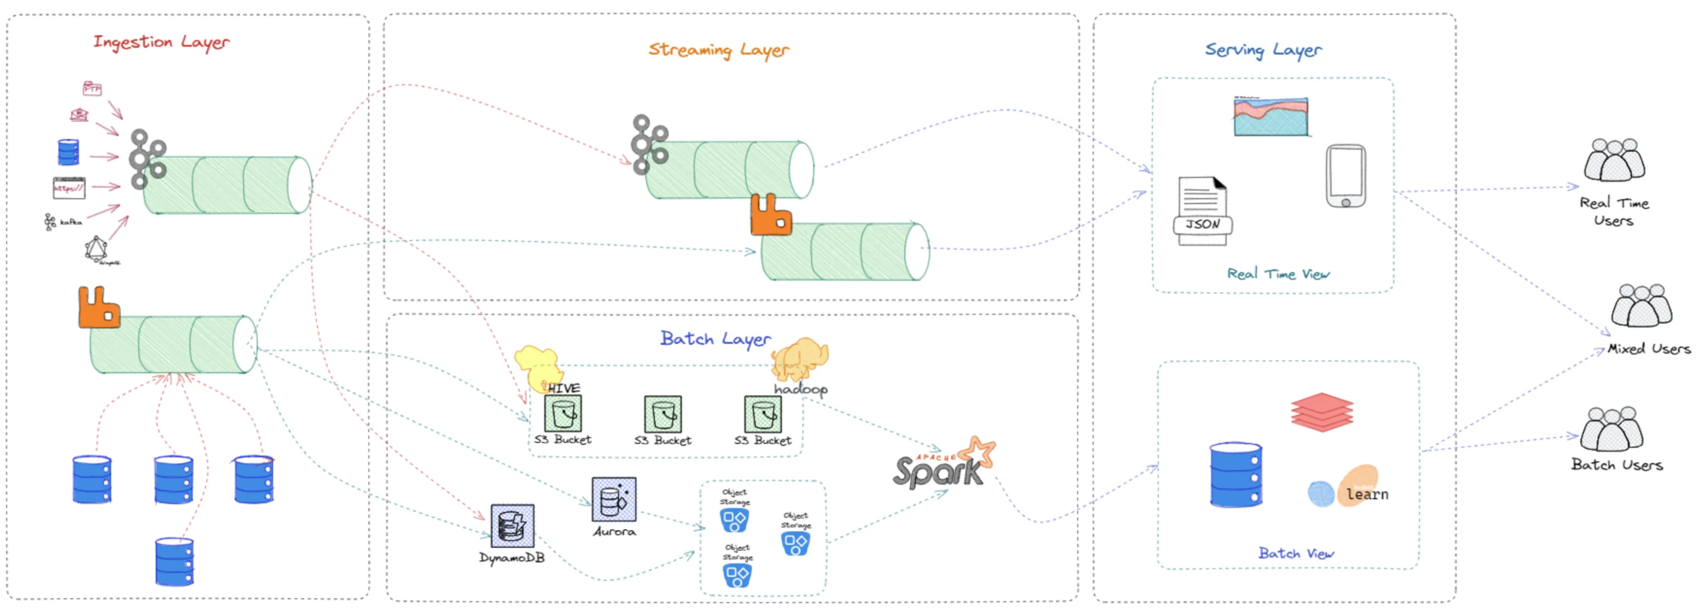 Ingestion Layer
FTP
https://
kafka
Streaming Layer
Batch Layer
HIVE
hadoop
S3 Bucket
S3 Bucket
S3 Bucket
APACHE
Spark
Aurora
DynamoDB
Object
Storage
Object
Storage
Object
Storage
Serving Layer
JSON
Real Time View
learn
Batch View
Real Time
Users
Mixed Users
Batch Users